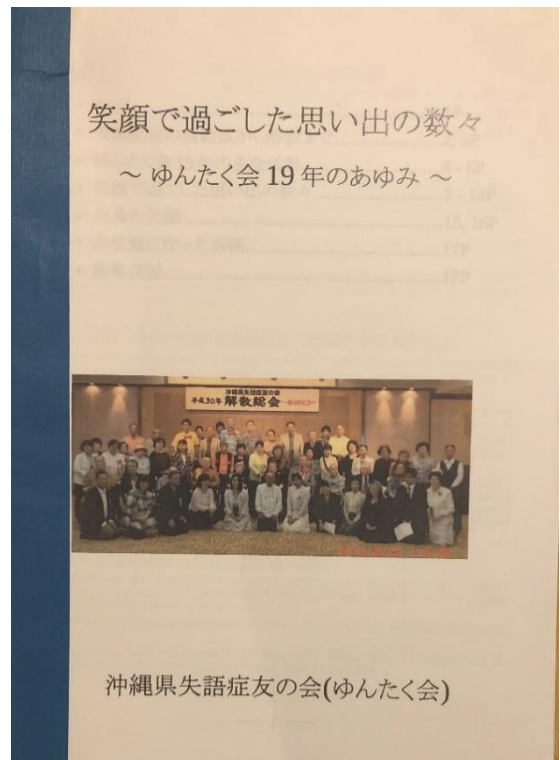 笑顔で過ごした思い出の数々
～ ゆんたく会 19 年のあゆみ ～
沖縄県失語症友の会
平成30年 解散総会
沖縄県失語症友の会(ゆんたく会)